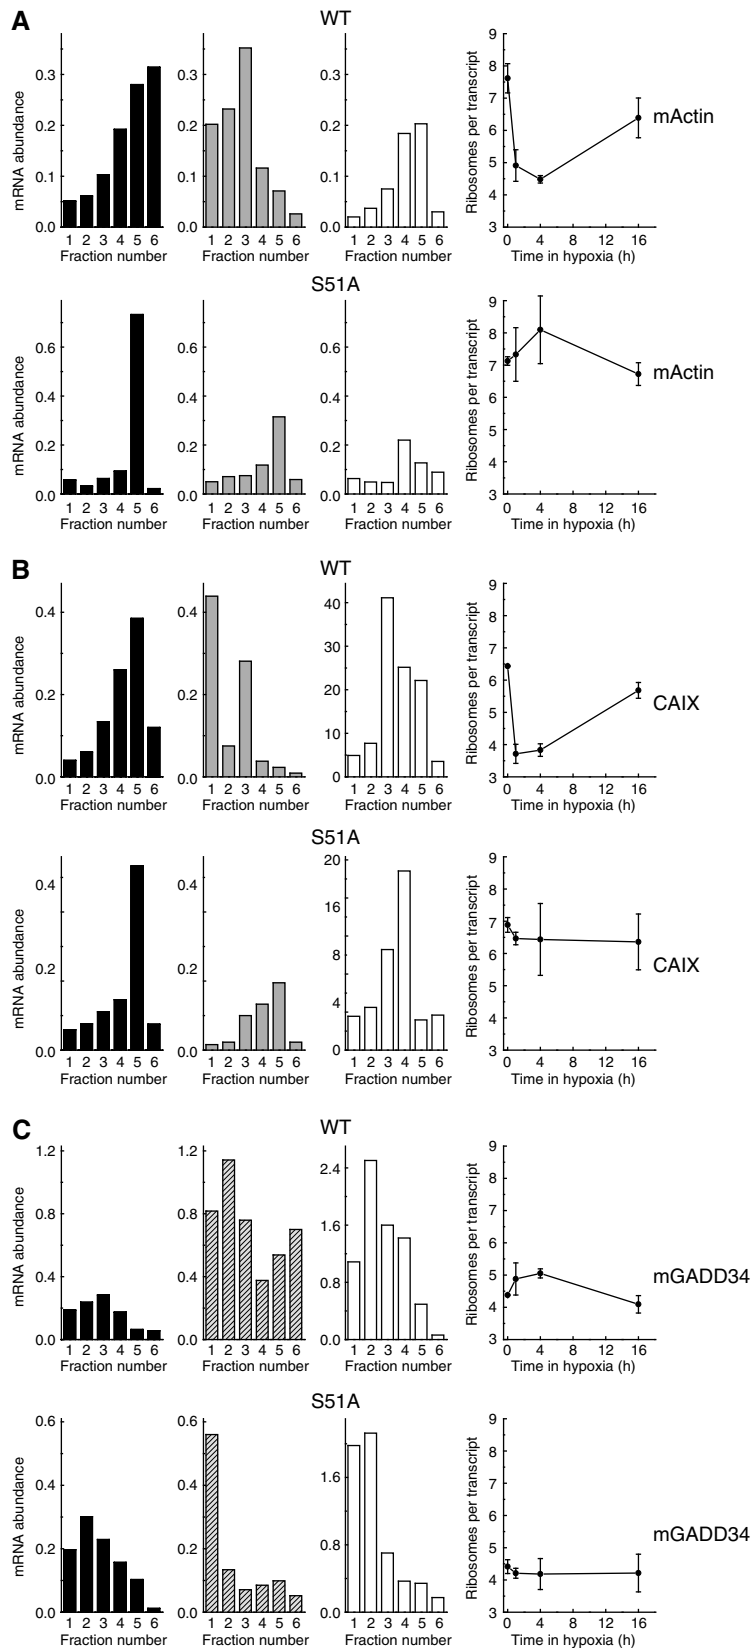 A
WT
mRNA abundance
0.3
0.2
0.1
0.0
1 2 3 4 5 6
Fraction number
0.3
0.2
0.1
0.0
1 2 3 4 5 6
Fraction number
0.3
0.2
0.1
0.0
1 2 3 4 5 6
Fraction number
Ribosomes per transcript
9
8
7
6
5
4
3
0 4 8 12 16
Time in hypoxia (h)
mActin
S51A
mRNA abundance
0.6
0.4
0.2
0.0
1 2 3 4 5 6
Fraction number
0.6
0.4
0.2
0.0
1 2 3 4 5 6
Fraction number
0.6
0.4
0.2
0.0
1 2 3 4 5 6
Fraction number
Ribosomes per transcript
9
8
7
6
5
4
3
0 4 8 12 16
Time in hypoxia (h)
mActin
B
WT
mRNA abundance
0.4
0.2
0.0
1 2 3 4 5 6
Fraction number
0.4
0.2
0.0
1 2 3 4 5 6
Fraction number
40
30
20
10
0
1 2 3 4 5 6
Fraction number
Ribosomes per transcript
9
8
7
6
5
4
3
0 4 8 12 16
Time in hypoxia (h)
CAIX
S51A
mRNA abundance
0.4
0.2
0.0
1 2 3 4 5 6
Fraction number
0.4
0.2
0.0
1 2 3 4 5 6
Fraction number
20
16
8
4
0
1 2 3 4 5 6
Fraction number
Ribosomes per transcript
9
8
7
6
5
4
3
0 4 8 12 16
Time in hypoxia (h)
CAIX
C
WT
mRNA abundance
1.2
0.8
0.4
0.0
1 2 3 4 5 6
Fraction number
1.2
0.8
0.4
0.0
1 2 3 4 5 6
Fraction number
2.4
1.6
0.8
0.0
1 2 3 4 5 6
Fraction number
Ribosomes per transcript
9
8
7
6
5
4
3
0 4 8 12 16
Time in hypoxia (h)
mGADD34
S51A
mRNA abundance
0.6
0.4
0.2
0.0
1 2 3 4 5 6
Fraction number
0.6
0.4
0.2
0.0
1 2 3 4 5 6
Fraction number
1.6
0.8
0.0
1 2 3 4 5 6
Fraction number
Ribosomes per transcript
9
8
7
6
5
4
3
0 4 8 12 16
Time in hypoxia (h)
mGADD34